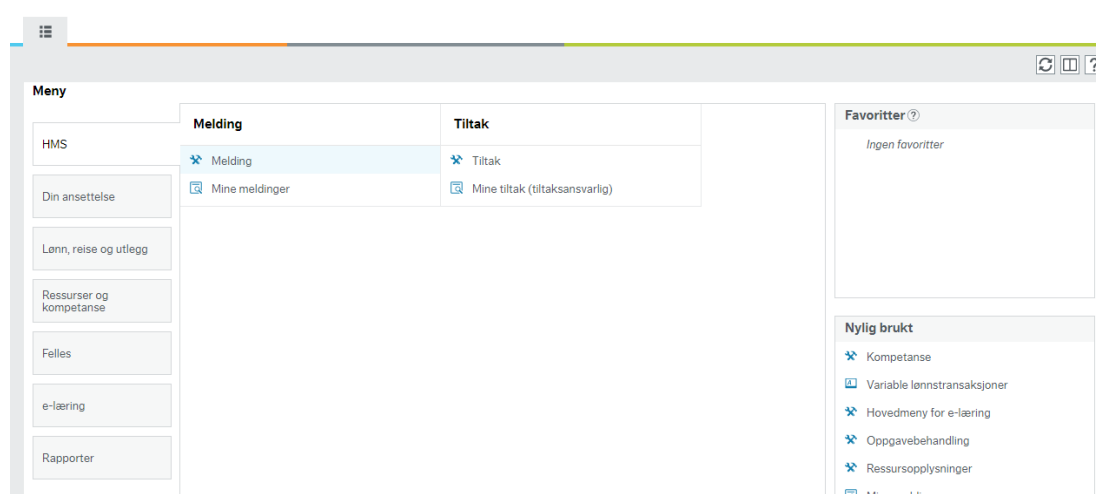 Meny
HMS
Din ansettelse
Lønn, reise og utlegg
Ressurser og
kompetanse
Felles
e-læring
Rapporter
Melding
Melding
Mine meldinger
Tiltak
Tiltak
Mine tiltak (tiltaksansvarlig)
Favoritter ?
Ingen favoritter
Nylig brukt
Kompetanse
Variable lønnstransaksjoner
Hovedmeny for e-læring
Oppgavebehandling
Ressursopplysninger